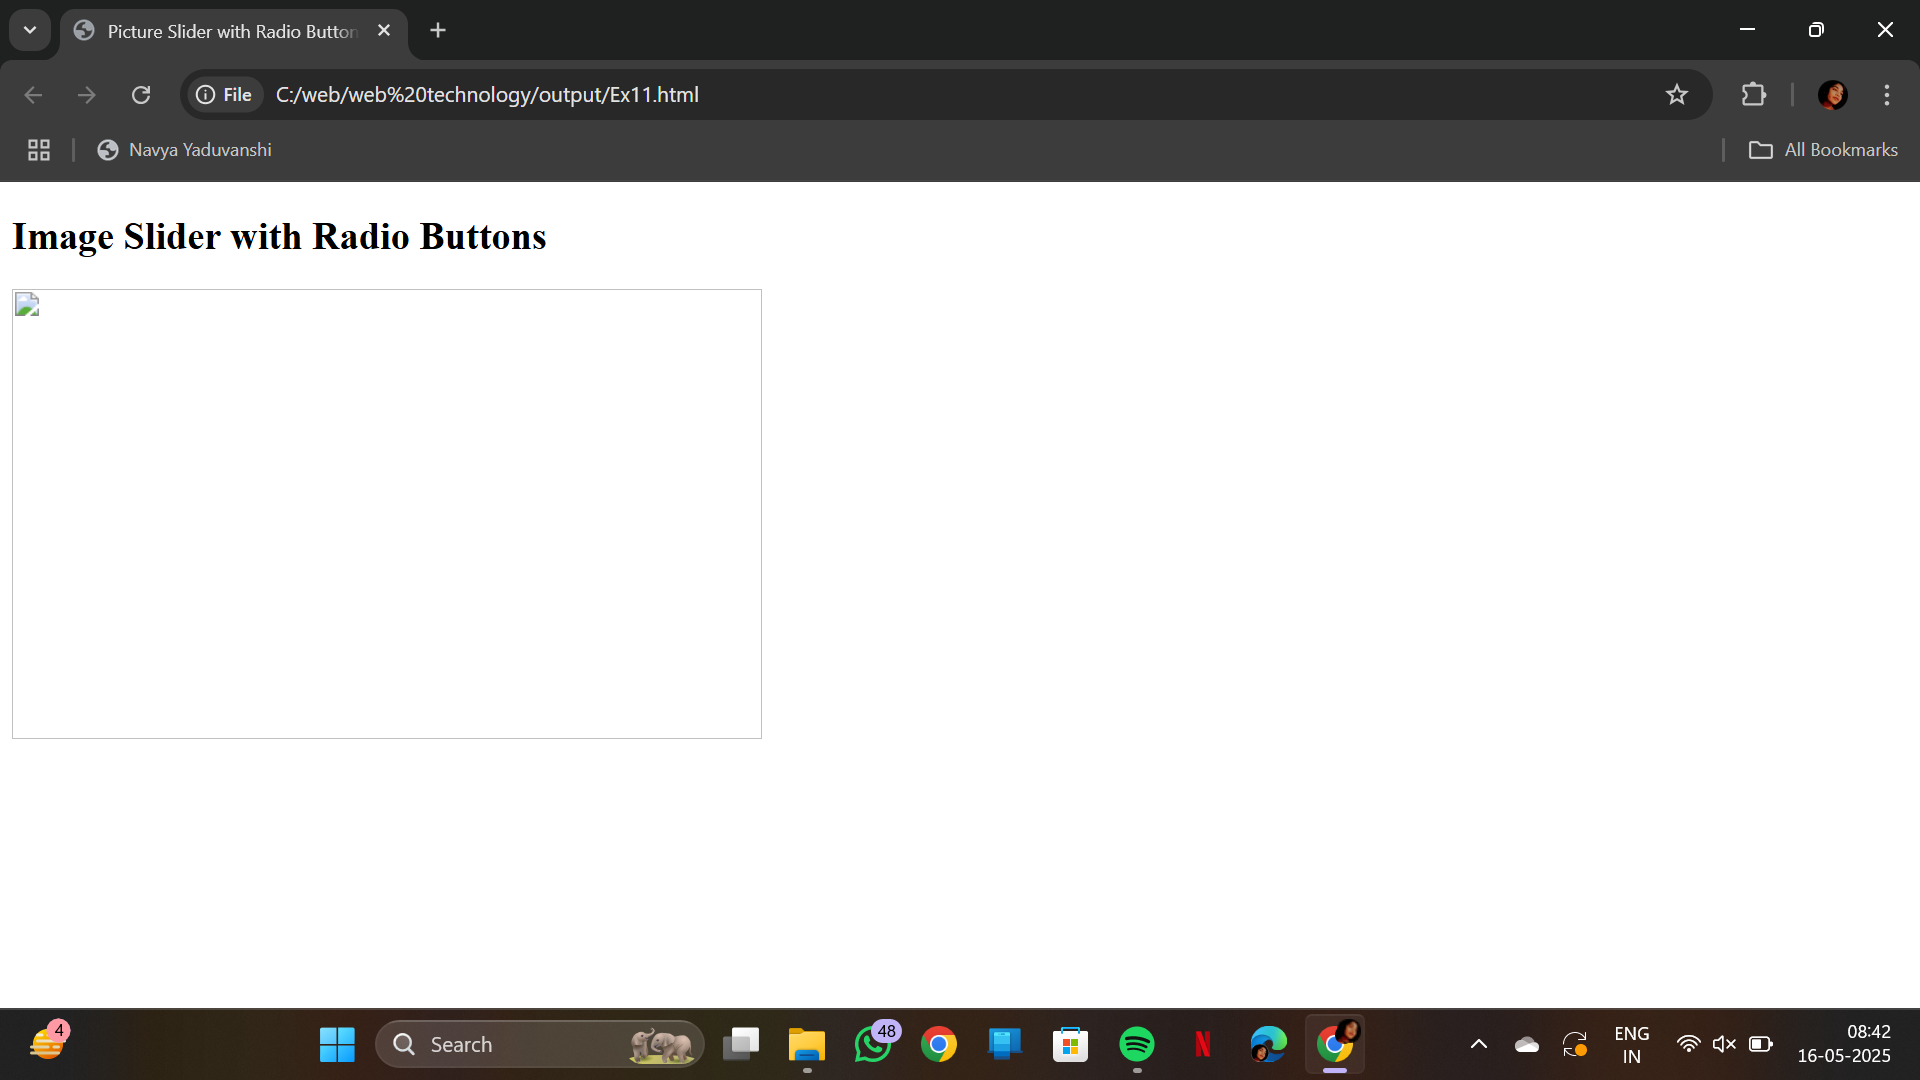 Picture Slider with Radio Button
File
C:/web/web%20technology/output/Ex11.html
Navya Yaduvanshi
All Bookmarks
Image Slider with Radio Buttons
4
Search
48
N
ENG
IN
08:42
16-05-2025